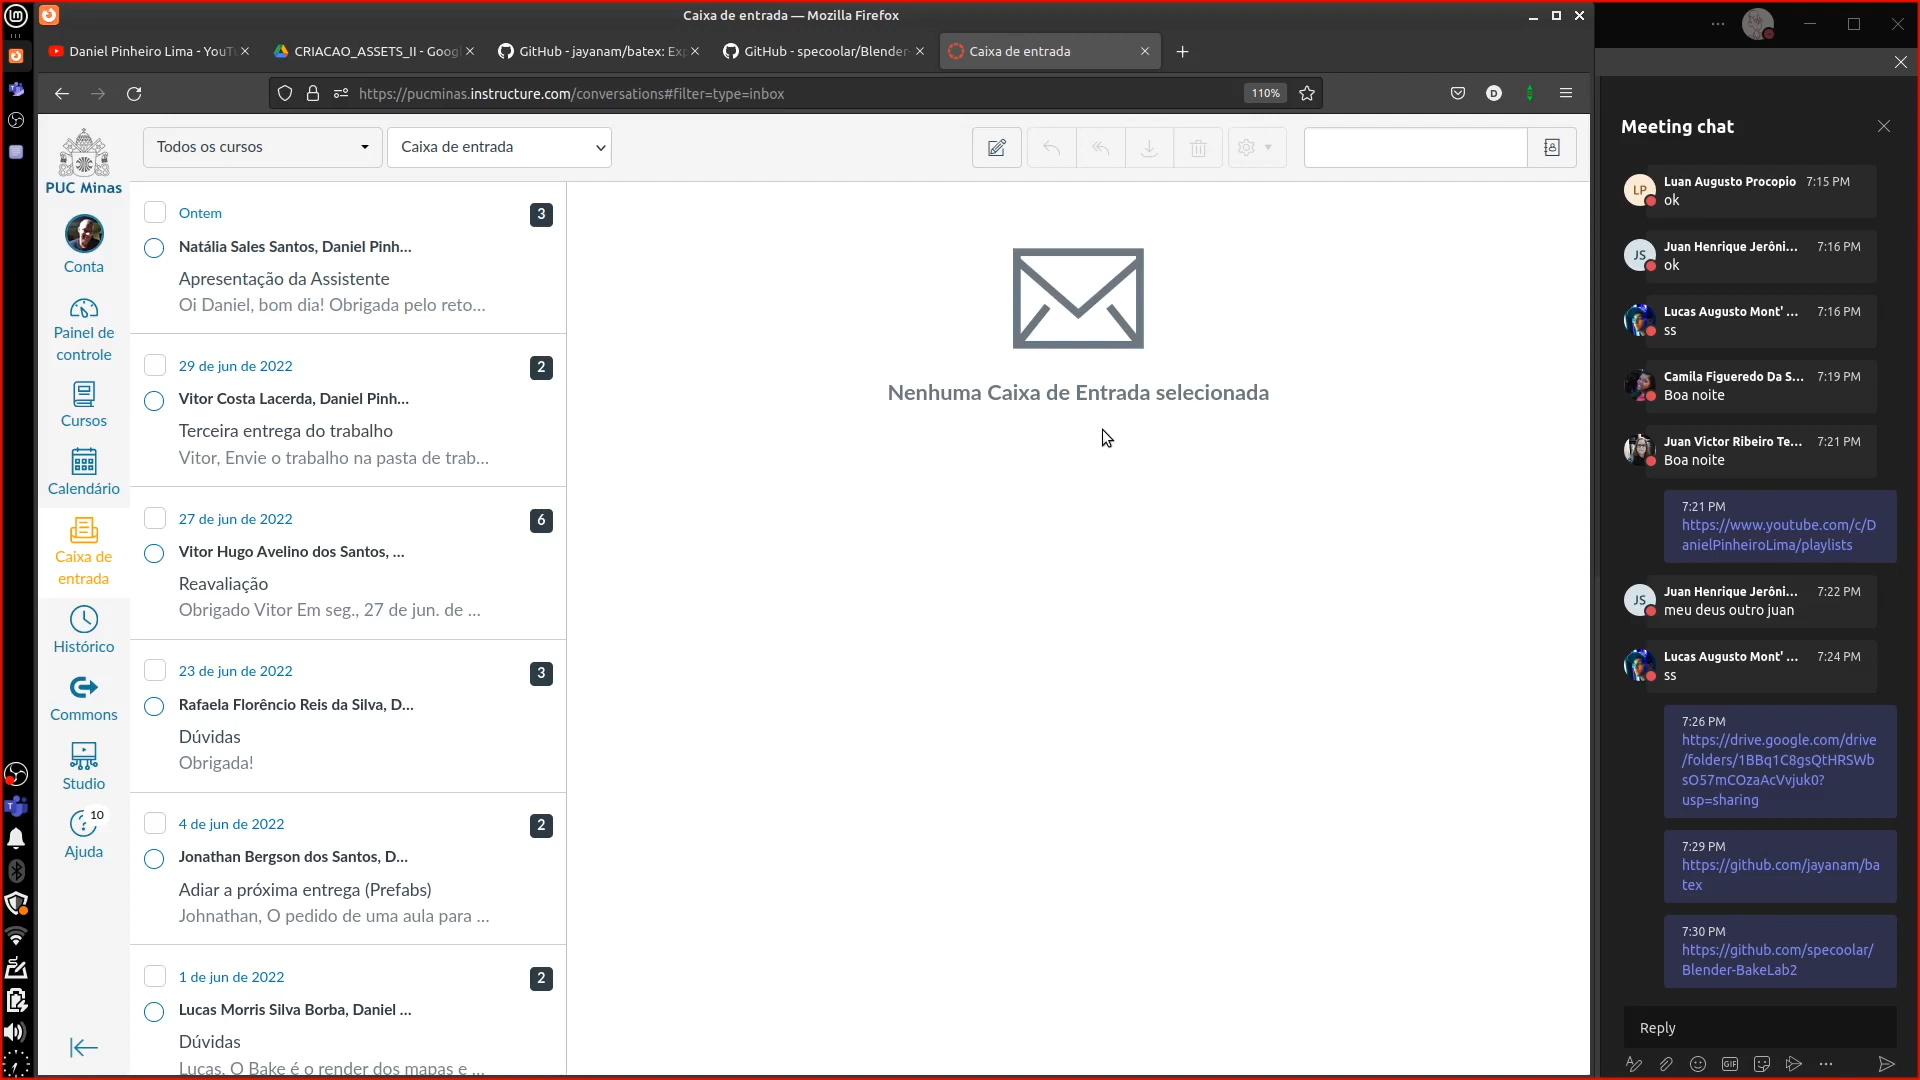 Caixa de entrada — Mozilla Firefox
Daniel Pinheiro Lima - YouT
CRIACAO_ASSETS_II - Goog
GitHub - jayanam/batex: Ex
GitHub - specoolar/Blender-
Caixa de entrada
https://pucminas.instructure.com/conversations#filter=type=inbox
110%
D
PUC Minas
Conta
Painel de
controle
Cursos
Calendário
Caixa de
entrada
Histórico
Commons
Studio
10
Ajuda
Todos os cursos
Caixa de entrada
Ontem
3
Natália Sales Santos, Daniel Pinh...
Apresentação da Assistente
Oi Daniel, bom dia! Obrigada pelo reto...
29 de jun de 2022
2
Vitor Costa Lacerda, Daniel Pinh...
Terceira entrega do trabalho
Vitor, Envie o trabalho na pasta de trab...
27 de jun de 2022
6
Vitor Hugo Avelino dos Santos, ...
Reavaliação
Obrigado Vitor Em seg., 27 de jun. de ...
23 de jun de 2022
3
Rafaela Florêncio Reis da Silva, D...
Dúvidas
Obrigada!
4 de jun de 2022
2
Jonathan Bergson dos Santos, D...
Adiar a próxima entrega (Prefabs)
Johnathan, O pedido de uma aula para ...
1 de jun de 2022
2
Lucas Morris Silva Borba, Daniel ...
Dúvidas
Lucas, O Bake é o render dos mapas e ...
Nenhuma Caixa de Entrada selecionada
Meeting chat
LP
Luan Augusto Procopio 7:15 PM
ok
JS
Juan Henrique Jerôni... 7:16 PM
ok
Lucas Augusto Mont' ... 7:16 PM
ss
Camila Figueredo Da S... 7:19 PM
Boa noite
Juan Victor Ribeiro Te... 7:21 PM
Boa noite
7:21 PM
https://www.youtube.com/c/D
anielPinheiroLima/playlists
JS
Juan Henrique Jerôni... 7:22 PM
meu deus outro juan
Lucas Augusto Mont' ... 7:24 PM
ss
7:26 PM
https://drive.google.com/drive
/folders/1BBq1C8gsQtHRSWb
sO57mCOzaAcVvjuk0?
usp=sharing
7:29 PM
https://github.com/jayanam/ba
tex
7:30 PM
https://github.com/specoolar/
Blender-BakeLab2
Reply
GIF